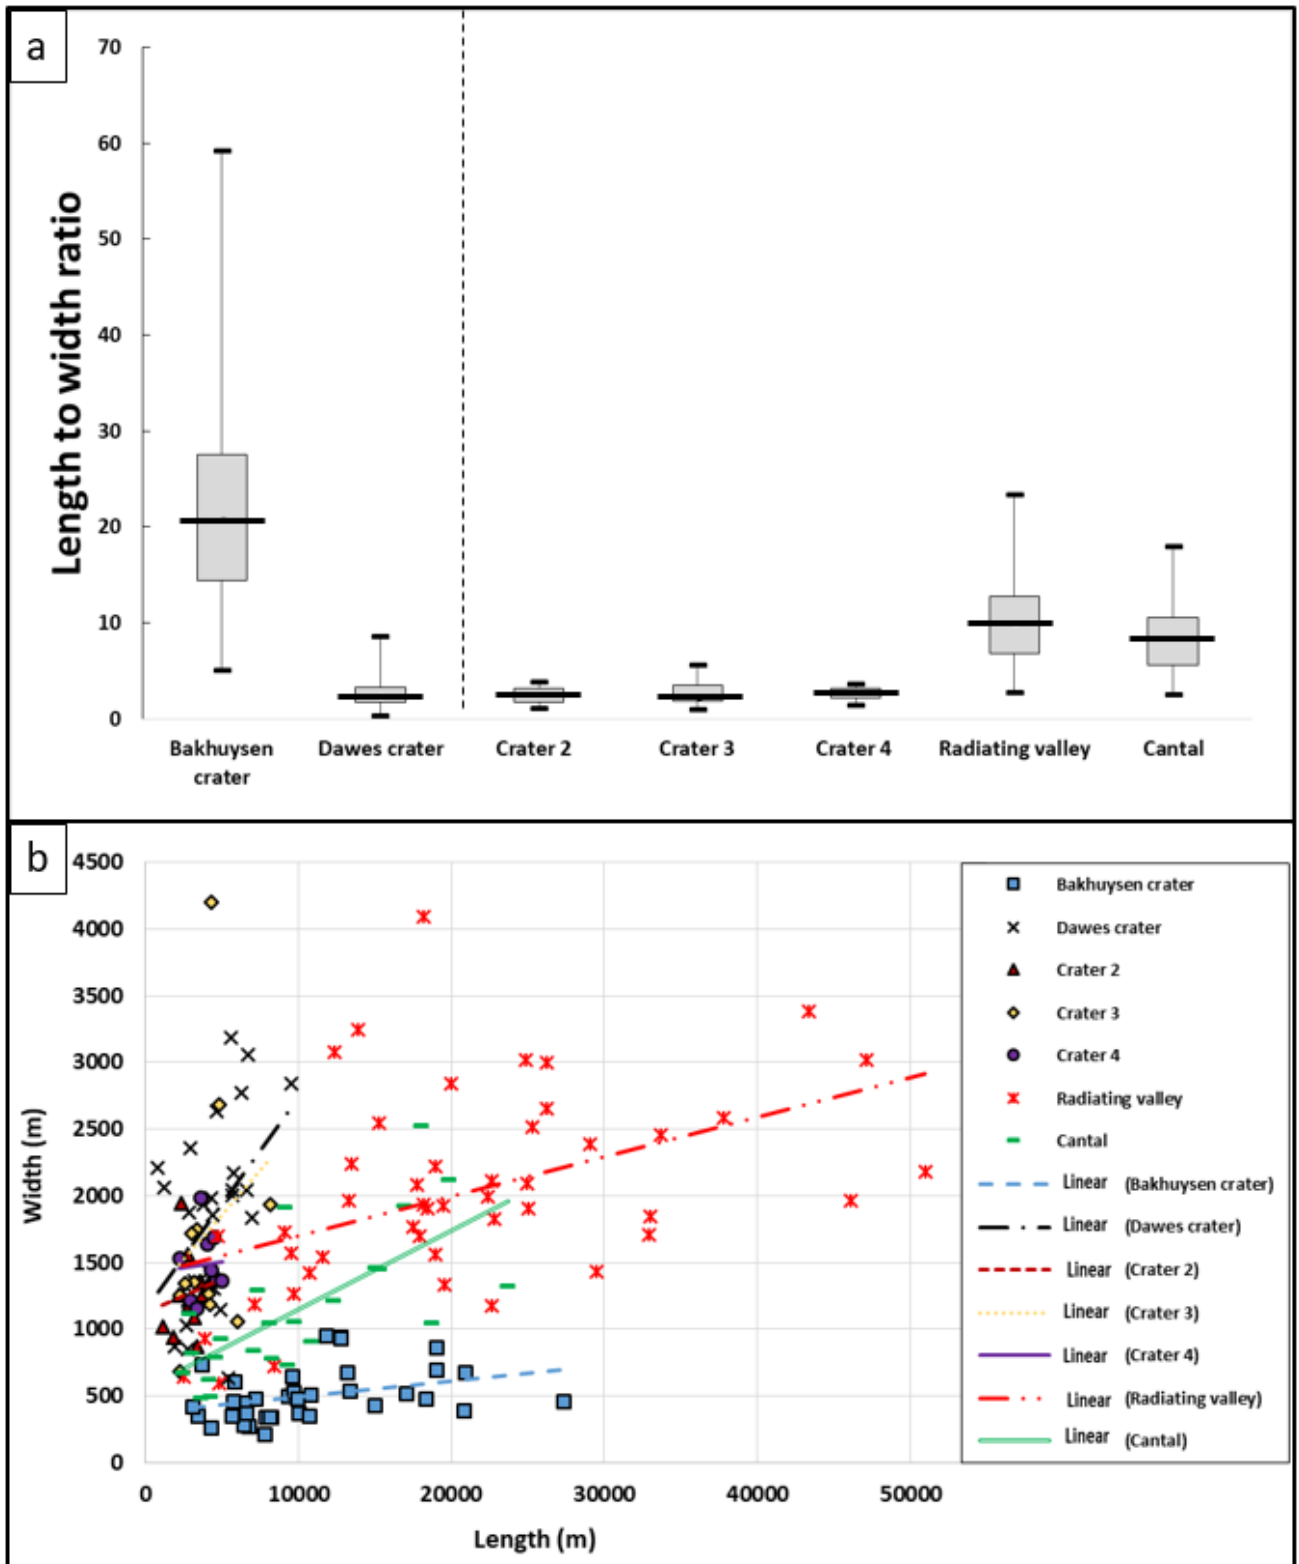 a
70
60
50
40
30
20
10
0
Length to width ratio
Bakhuysen crater
Dawes crater
Crater 2
Crater 3
Crater 4
Radiating valley
Cantal
b
4500
4000
3500
3000
2500
2000
1500
1000
500
0
Width (m)
0 10000 20000 30000 40000 50000
Length (m)
Bakhuysen crater
Dawes crater
Crater 2
Crater 3
Crater 4
Radiating valley
Cantal
Linear (Bakhuysen crater)
Linear (Dawes crater)
Linear (Crater 2)
Linear (Crater 3)
Linear (Crater 4)
Linear (Radiating valley)
Linear (Cantal)